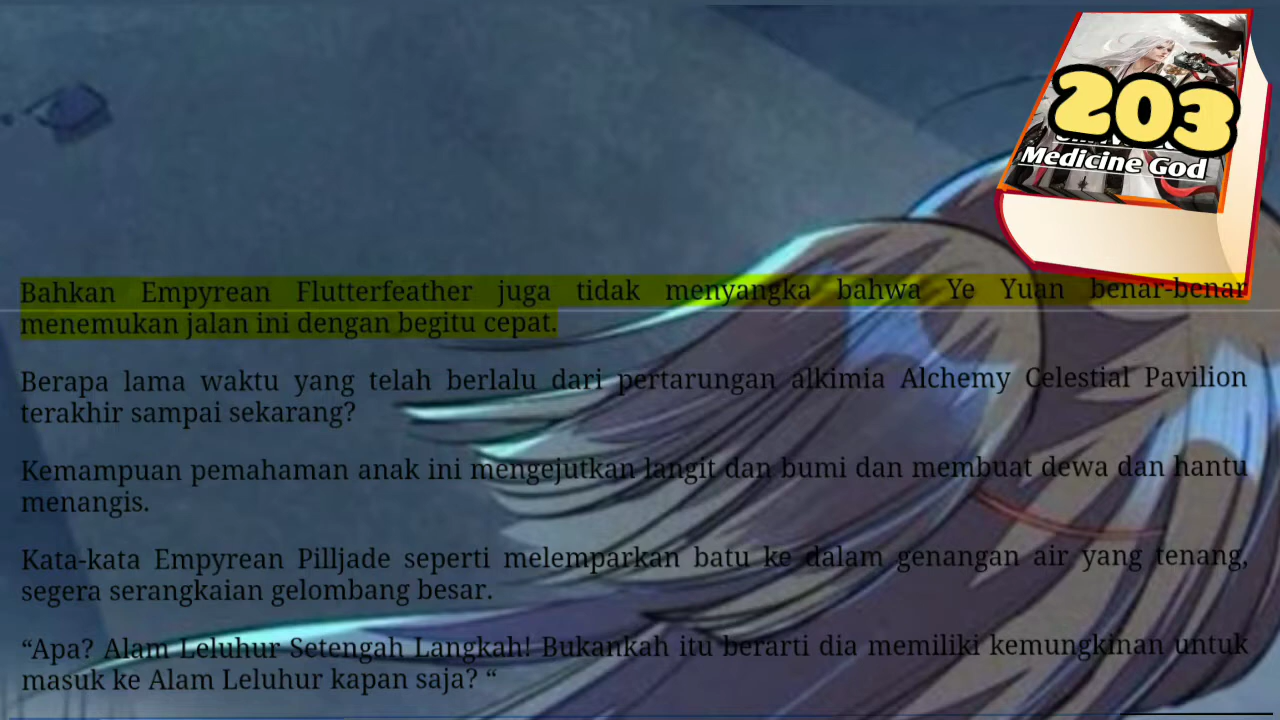 203
Medicine God
Bahkan Empyrean Flutterfeather juga tidak menyangka bahwa Ye Yuan benar-benar
menemukan jalan ini dengan begitu cepat.
Berapa lama waktu yang telah berlalu dari pertarungan alkimia Alchemy Celestial Pavilion
terakhir sampai sekarang?
Kemampuan pemahaman anak ini mengejutkan langit dan bumi dan membuat dewa dan hantu
menangis.
Kata-kata Empyrean Pilljade seperti melemparkan batu ke dalam genangan air yang tenang,
segera serangkaian gelombang besar.
“Apa? Alam Leluhur Setengah Langkah! Bukankah itu berarti dia memiliki kemungkinan untuk
masuk ke Alam Leluhur kapan saja? “